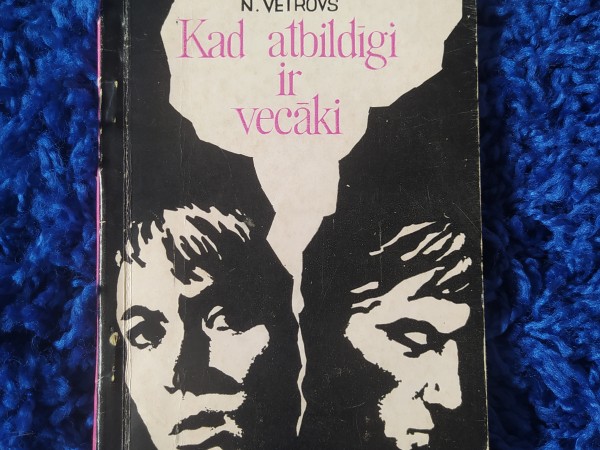 N. VETROVS
Kad atbildīgi
ir
vecāki